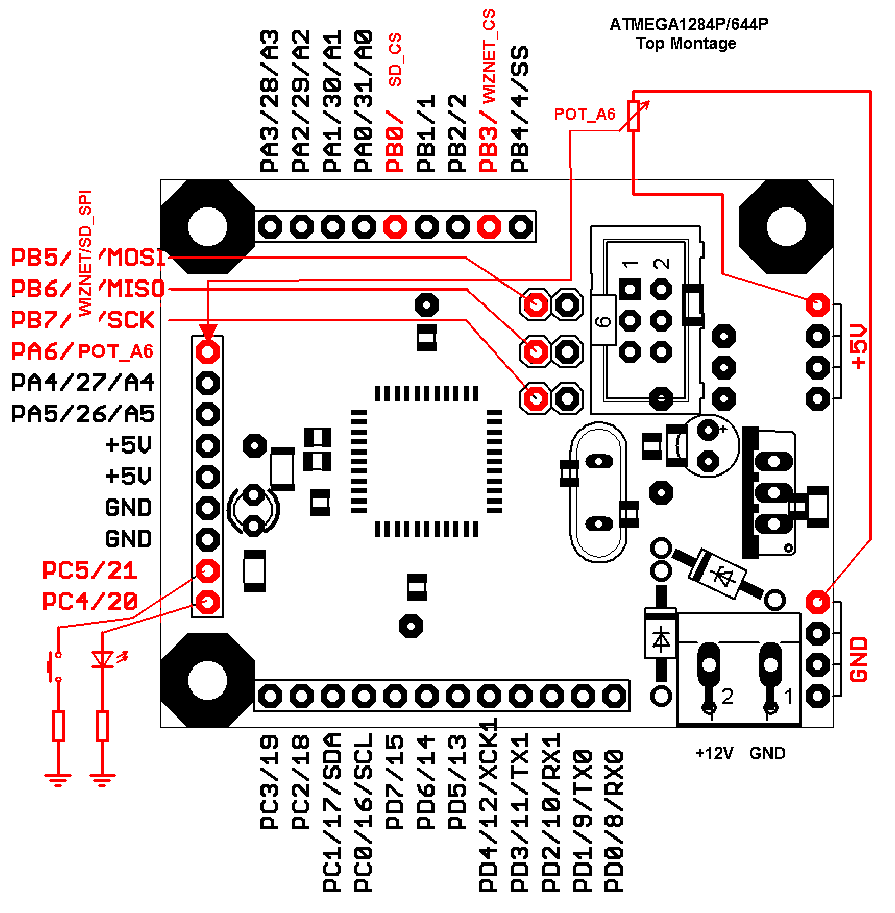 ATMEGA1284P/644P
Top Montage
PA3/28/A3
PA2/29/A2
PA1/30/A1
PA0/31/A0
PB0/ SD_CS
PB1/1
PB2/2
PB3/ WIZNET_CS
PB4/4/SS
POT_A6
WIZNET/SD_SPI
PB5/ /MOSI
PB6/ /MISO
PB7/ /SCK
PA6/POT_A6
PA4/27/A4
PA5/26/A5
+5V
+5V
GND
GND
PC5/21
PC4/20
1 2
6
+5V
+
GND
2 1
+12V GND
PC3/19
PC2/18
PC1/17/SDA
PC0/16/SCL
PD7/15
PD6/14
PD5/13
PD4/12/XCK1
PD3/11/TX1
PD2/10/RX1
PD1/9/TX0
PD0/8/RX0